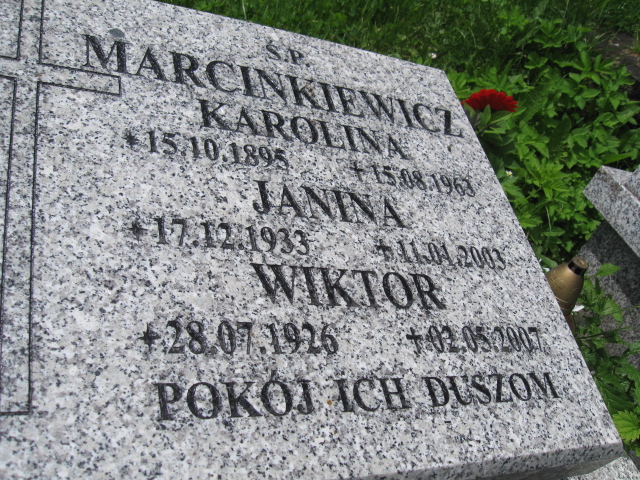 Ś.P.
MARCINKIEWICZ
KAROLINA
*15.10.1895 +15.08.1963
JANINA
*17.12.1933 +11.01.2003
WIKTOR
*28.07.1926 +02.05.2007
POKÓJ ICH DUSZOM